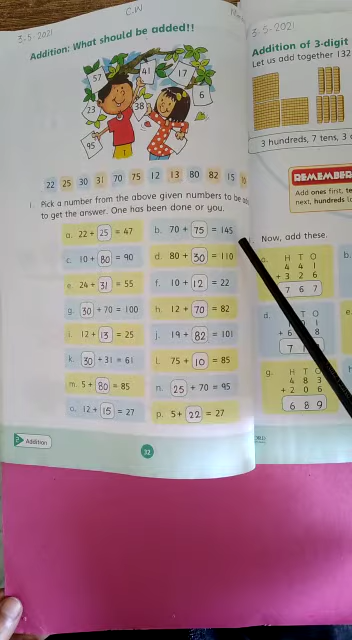 3-5-2021
C.W
Addition: What should be added!!
57
41
17
6
23
38
95
22 25 30 31 70 75 12 13 80 82 15 10
1. Pick a number from the above given numbers to be
to get the answer. One has been done or you.
a. 22 + 25 = 47
b. 70 + 75 = 145
c. 10 + 80 = 90
d. 80 + 30 = 110
e. 24 + 31 = 55
f. 10 + 12 = 22
g. 30 + 70 = 100
h. 12 + 70 = 82
i. 12 + 13 = 25
j. 19 + 82 = 101
k. 30 + 31 = 61
l. 75 + 10 = 85
m. 5 + 80 = 85
n. 25 + 70 = 95
o. 12 + 15 = 27
p. 5 + 22 = 27
Addition
32
3-5-2021
Addition of 3-digit
Let us add together 132
3 hundreds, 7 tens, 3
REMEMBER
Add ones first,
next, hundreds
Now, add these.
a. H T O
4 4 1
+ 3 2 6
7 6 7
b.
d. T O
1
+ 6 8
7
e.
g. H T O
4 8 3
+ 2 0 6
6 8 9